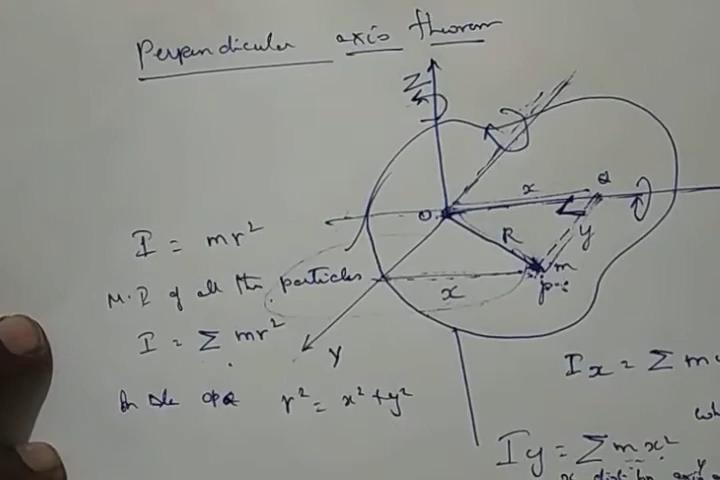 Perpendicular axis theorem
Z
x
Q
O
R
y
m
P
x
Y
I = mr²
M.I of all the particles
I = Σ mr²
In Δle OPQ r² = x² + y²
Ix = Σ m
Iy = Σ mx²